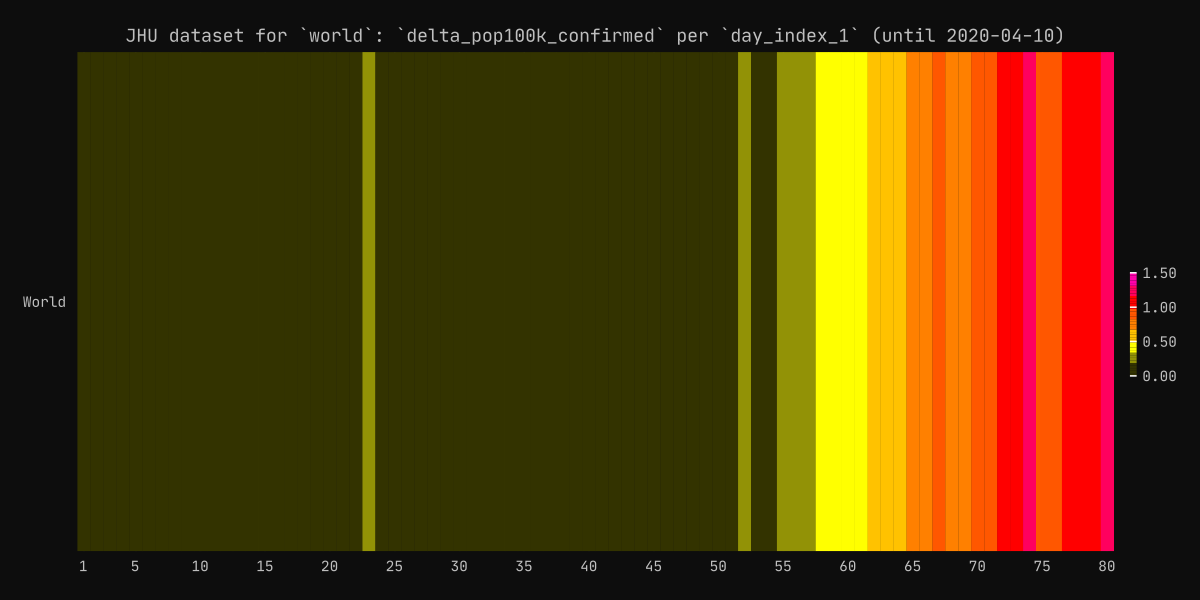 JHU dataset for `world`: `delta_pop100k_confirmed` per `day_index_1` (until 2020-04-10)
1.50
World
1.00
0.50
0.00
1 5 10 15 20 25 30 35 40 45 50 55 60 65 70 75 80